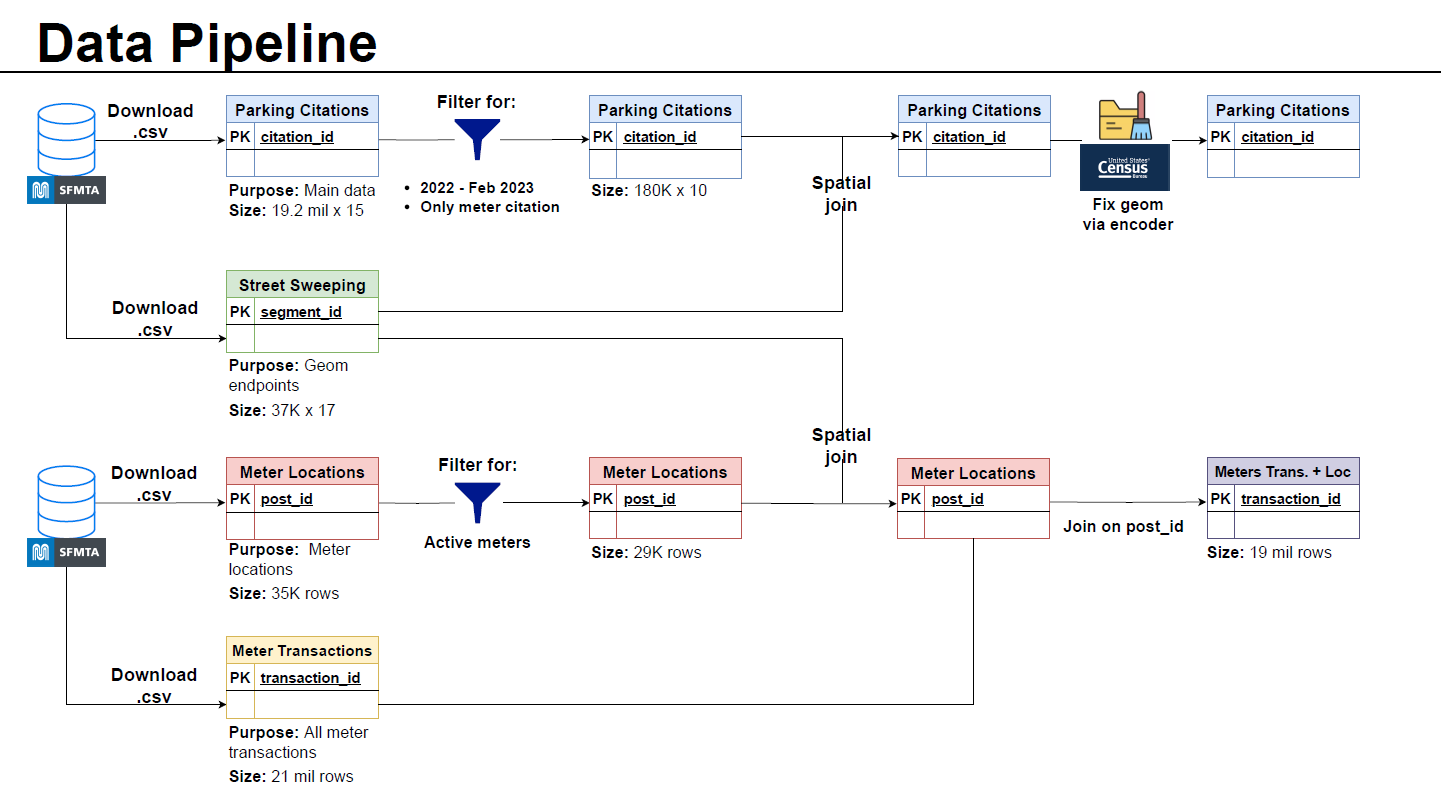 Data Pipeline
Download
.csv
SFMTA
Parking Citations
PK citation_id
Purpose: Main data
Size: 19.2 mil x 15
Filter for:
• 2022 - Feb 2023
• Only meter citation
Parking Citations
PK citation_id
Size: 180K x 10
Spatial
join
Parking Citations
PK citation_id
United States®
Census
Bureau
Fix geom
via encoder
Parking Citations
PK citation_id
Download
.csv
Street Sweeping
PK segment_id
Purpose: Geom
endpoints
Size: 37K x 17
Spatial
join
Download
.csv
SFMTA
Meter Locations
PK post_id
Purpose: Meter
locations
Size: 35K rows
Filter for:
Active meters
Meter Locations
PK post_id
Size: 29K rows
Meter Locations
PK post_id
Join on post_id
Meters Trans. + Loc
PK transaction_id
Size: 19 mil rows
Download
.csv
Meter Transactions
PK transaction_id
Purpose: All meter
transactions
Size: 21 mil rows